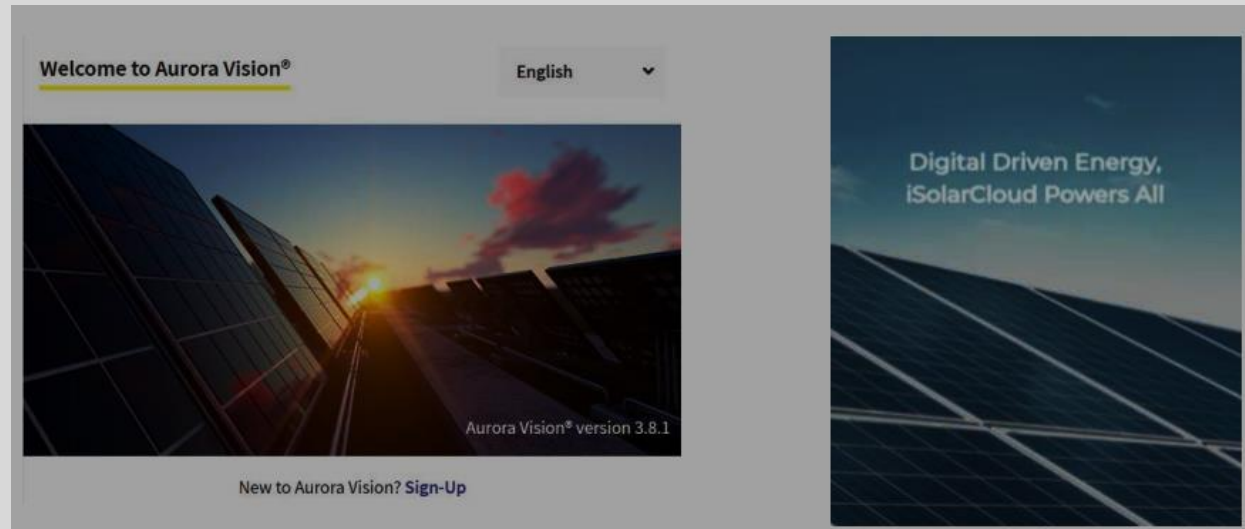 Welcome to Aurora Vision®
English
Aurora Vision® version 3.8.1
New to Aurora Vision? Sign-Up
Digital Driven Energy,
iSolarCloud Powers All